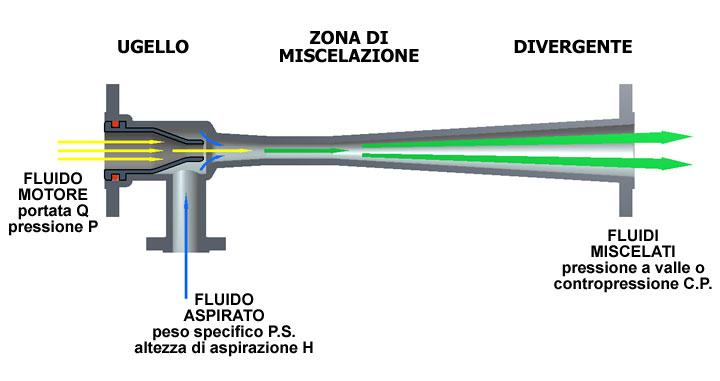 UGELLO
ZONA DI
MISCELAZIONE
DIVERGENTE
FLUIDO
MOTORE
portata Q
pressione P
FLUIDO
ASPIRATO
peso specifico P.S.
altezza di aspirazione H
FLUIDI
MISCELATI
pressione a valle o
contropressione C.P.